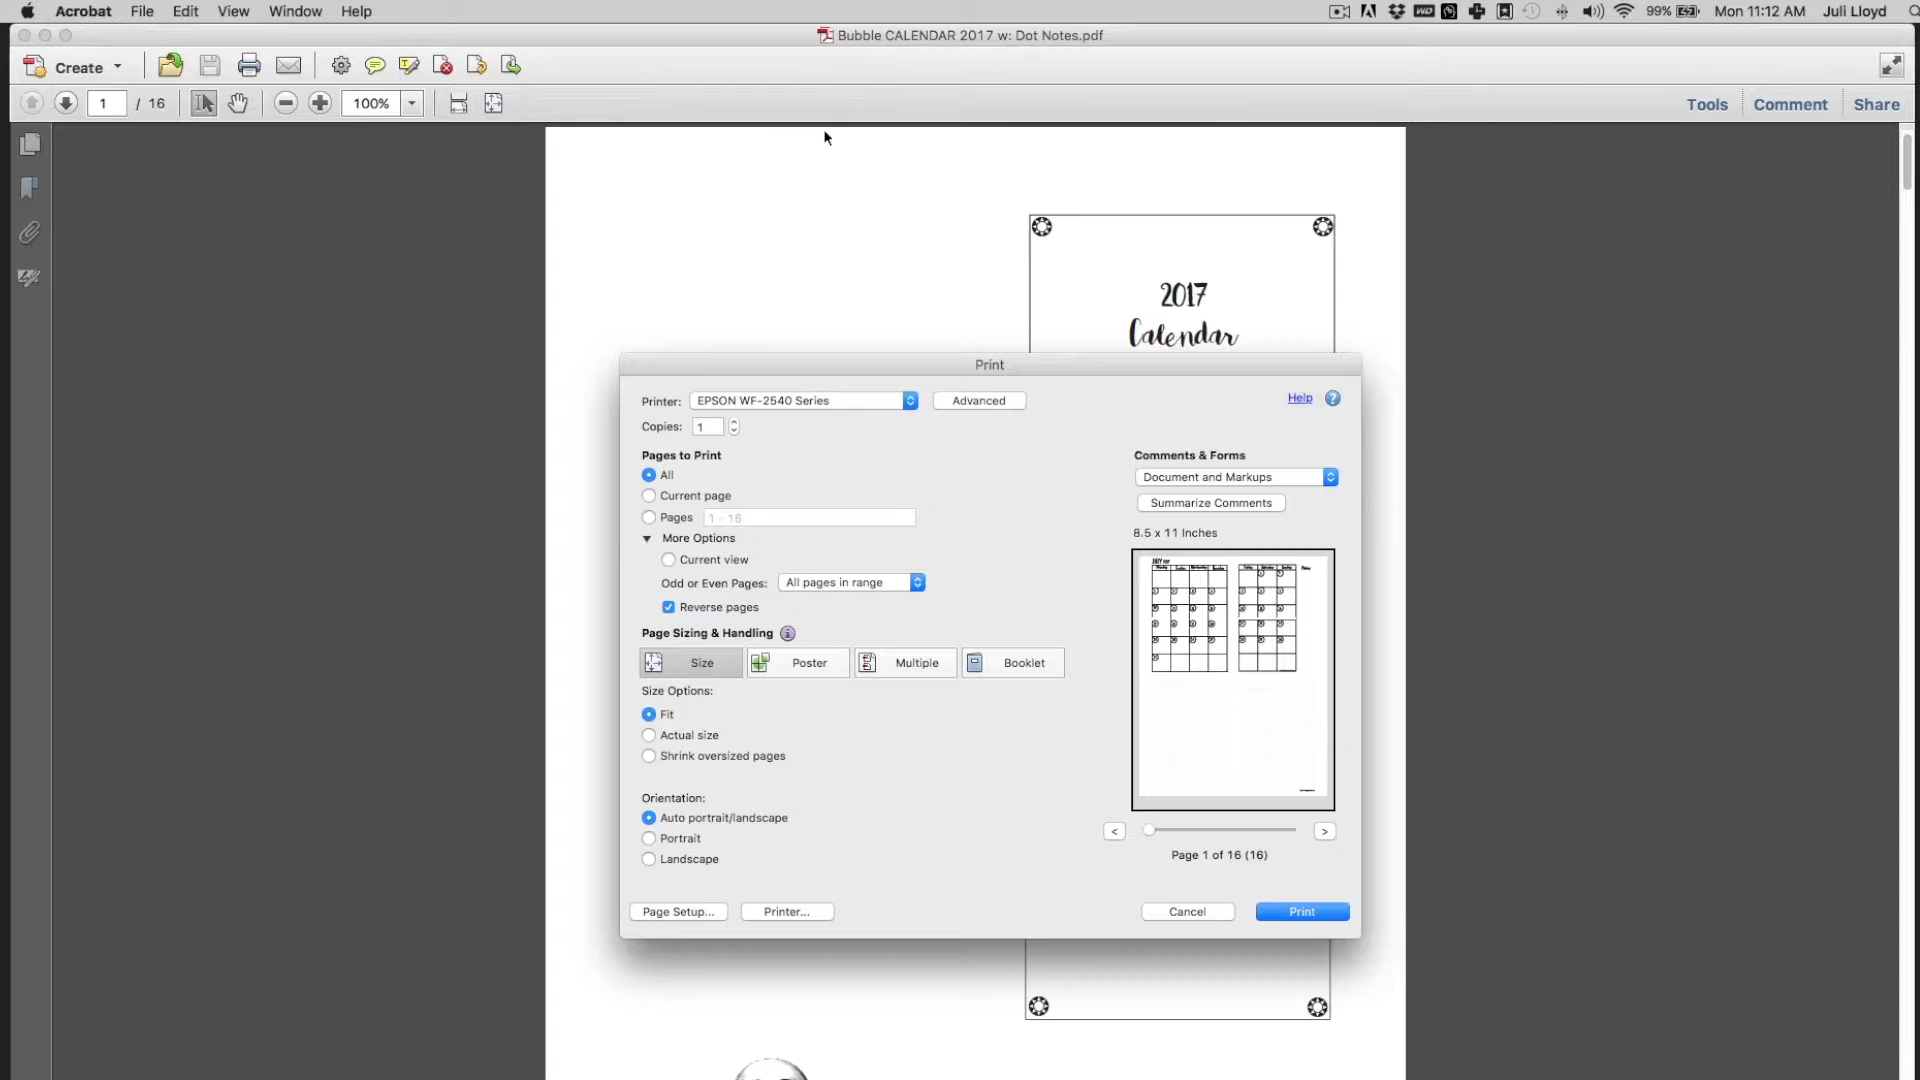 Acrobat File Edit View Window Help 99% Mon 11:12 AM Juli Lloyd
Bubble CALENDAR 2017 w: Dot Notes.pdf
Create
1 / 16 100% Tools Comment Share
2017
Calendar
Print
Printer: EPSON WF-2540 Series Advanced Help ?
Copies: 1
Pages to Print Comments & Forms
All Document and Markups
Current page Summarize Comments
Pages 1 - 16
8.5 x 11 Inches
More Options
Current view
Odd or Even Pages: All pages in range
Reverse pages
Page Sizing & Handling
Size Poster Multiple Booklet
Size Options:
Fit
Actual size
Shrink oversized pages
Orientation:
Auto portrait/landscape
Portrait < >
Page 1 of 16 (16)
Landscape
Page Setup... Printer... Cancel Print